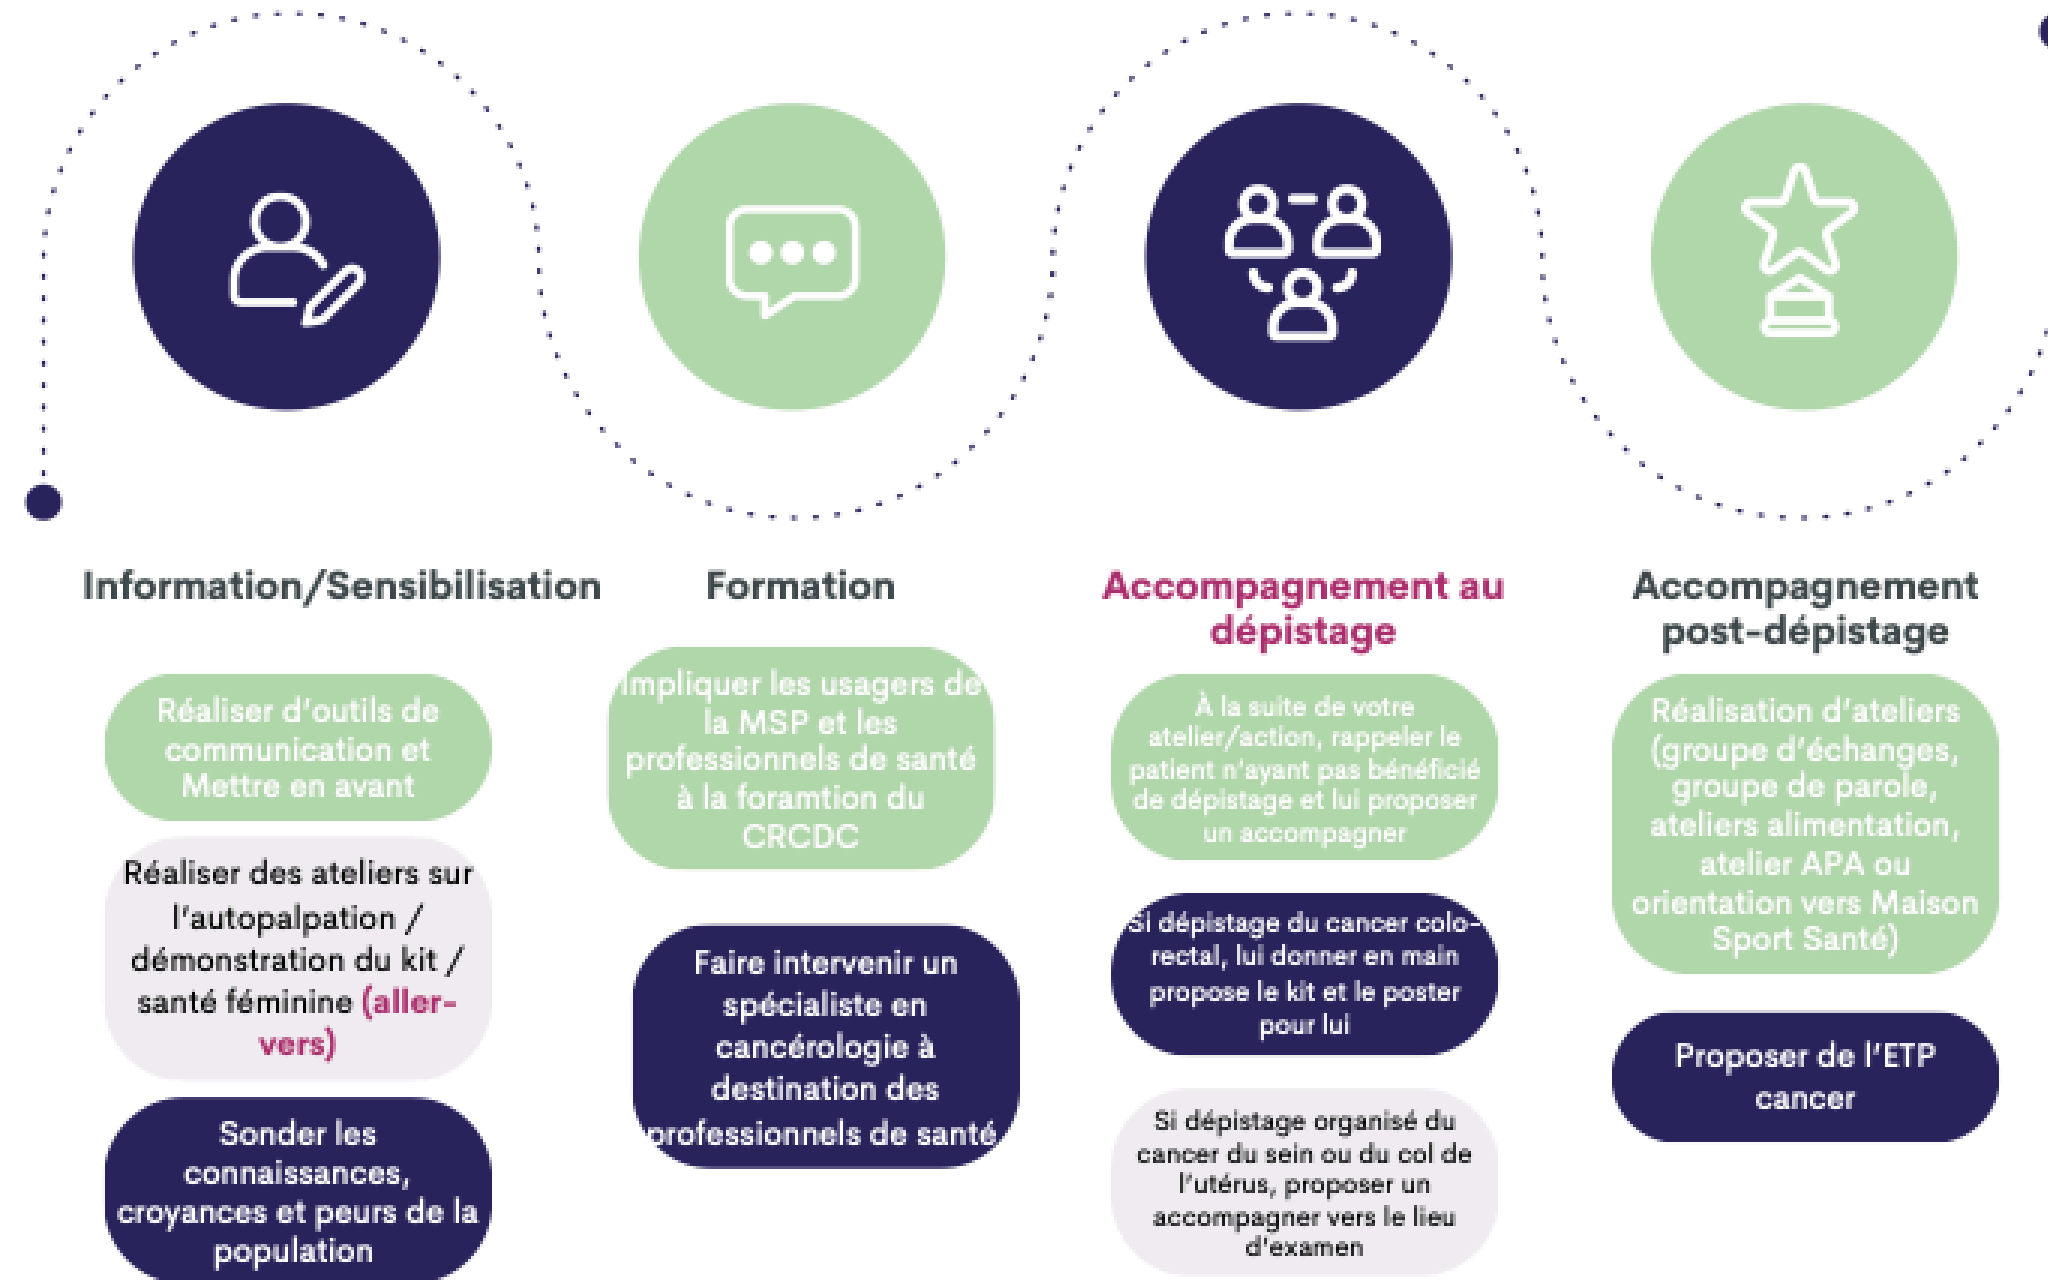 Information/Sensibilisation
Réaliser d'outils de
communication et
Mettre en avant
Réaliser des ateliers sur
l'autopalpation /
démonstration du kit /
santé féminine (aller-
vers)
Sonder les
connaissances,
croyances et peurs de la
population
Formation
Impliquer les usagers de
la MSP et les
professionnels de santé
à la foramtion du
CRCDC
Faire intervenir un
spécialiste en
cancérologie à
destination des
professionnels de santé
Accompagnement au
dépistage
À la suite de votre
atelier/action, rappeler le
patient n'ayant pas bénéficié
de dépistage et lui proposer
un accompagner
Si dépistage du cancer colo-
rectal, lui donner en main
propose le kit et le poster
pour lui
Si dépistage organisé du
cancer du sein ou du col de
l'utérus, proposer un
accompagner vers le lieu
d'examen
Accompagnement
post-dépistage
Réalisation d'ateliers
(groupe d'échanges,
groupe de parole,
ateliers alimentation,
atelier APA ou
orientation vers Maison
Sport Santé)
Proposer de l'ETP
cancer